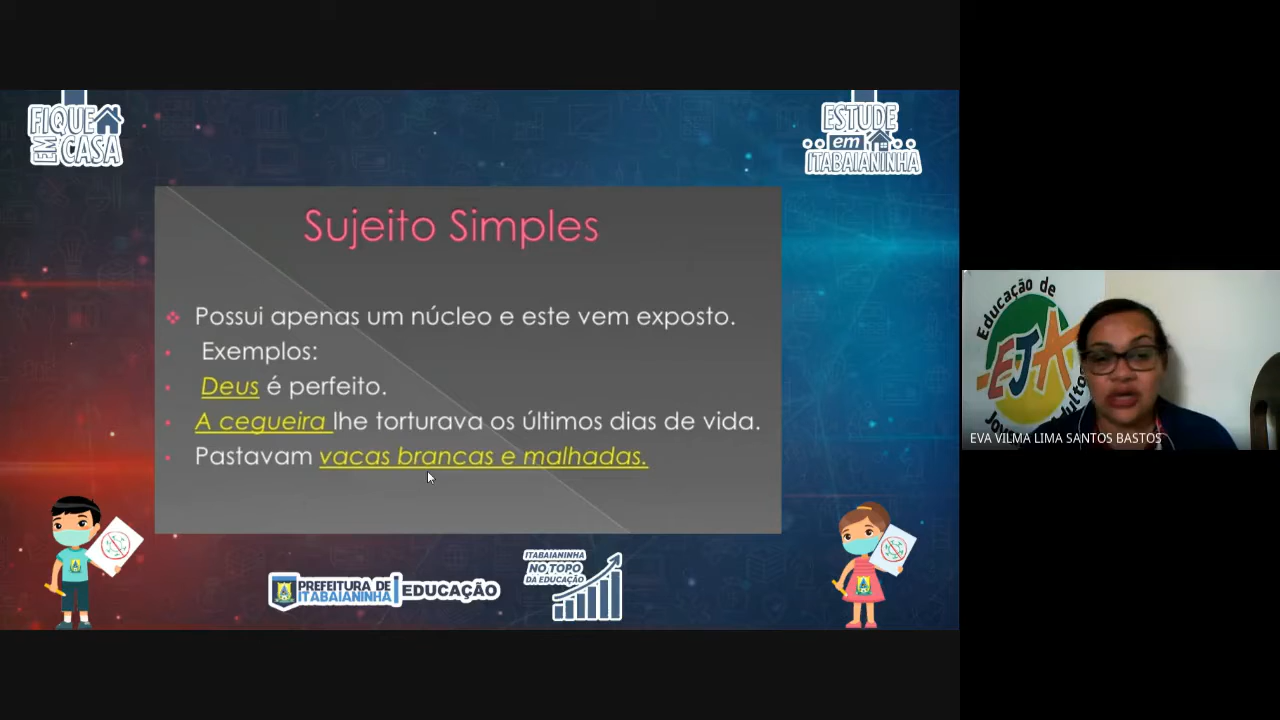 FIQUE
EM CASA
ESTUDE
em
ITABAIANINHA
Sujeito Simples
Possui apenas um núcleo e este vem exposto.
Exemplos:
Deus é perfeito.
A cegueira lhe torturava os últimos dias de vida.
Pastavam vacas brancas e malhadas.
PREFEITURA DE
ITABAIANINHA
EDUCAÇÃO
ITABAIANINHA
NO TOPO
DA EDUCAÇÃO
Educação de
EJA
EVA VILMA LIMA SANTOS BASTOS